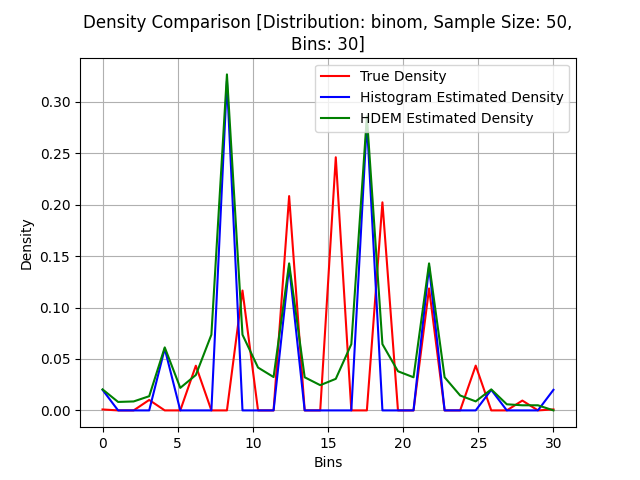 Density Comparison [Distribution: binom, Sample Size: 50,
Bins: 30]
True Density
Histogram Estimated Density
HDEM Estimated Density
Density
0.30
0.25
0.20
0.15
0.10
0.05
0.00
0 5 10 15 20 25 30
Bins